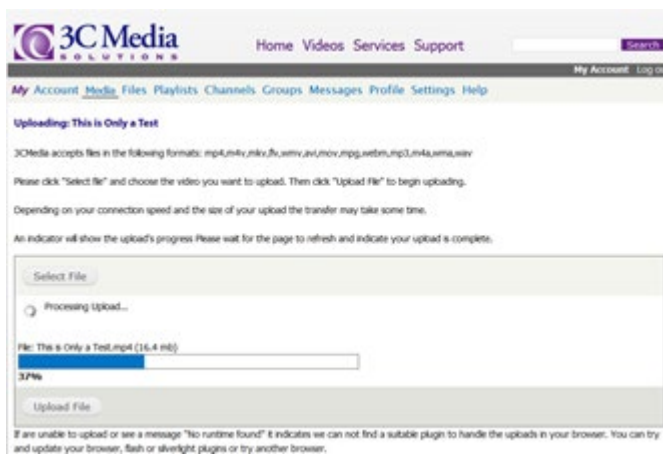 3C Media
SOLUTIONS
Home Videos Services Support
Search
My Account Log ou
My Account Media Files Playlists Channels Groups Messages Profile Settings Help
Uploading: This is Only a Test
3CMedia accepts files in the following formats: mp4,m4v,mkv,flv,wmv,avi,mov,mpg,webm,mp3,m4a,wma,wav
Please click "Select file" and choose the video you want to upload. Then click "Upload File" to begin uploading.
Depending on your connection speed and the size of your upload the transfer may take some time.
An indicator will show the upload's progress Please wait for the page to refresh and indicate your upload is complete.
Select File
Processing Upload...
File: This is Only a Test.mp4 (16.4 mb)
37%
Upload File
If are unable to upload or see a message "No runtime found" it indicates we can not find a suitable plugin to handle the uploads in your browser. You can try
and update your browser, flash or silverlight plugins or try another browser.